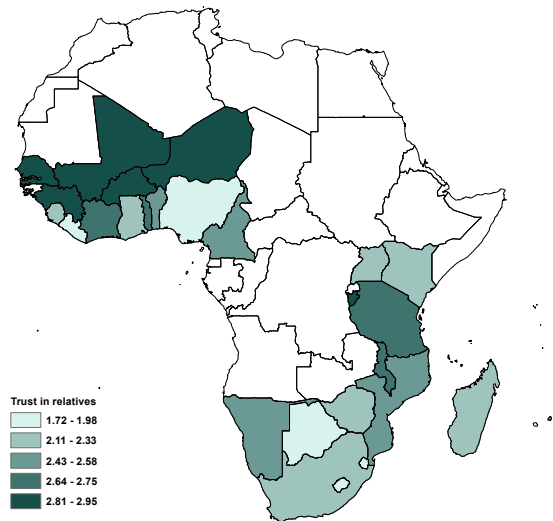 Trust in relatives
1.72 - 1.98
2.11 - 2.33
2.43 - 2.58
2.64 - 2.75
2.81 - 2.95